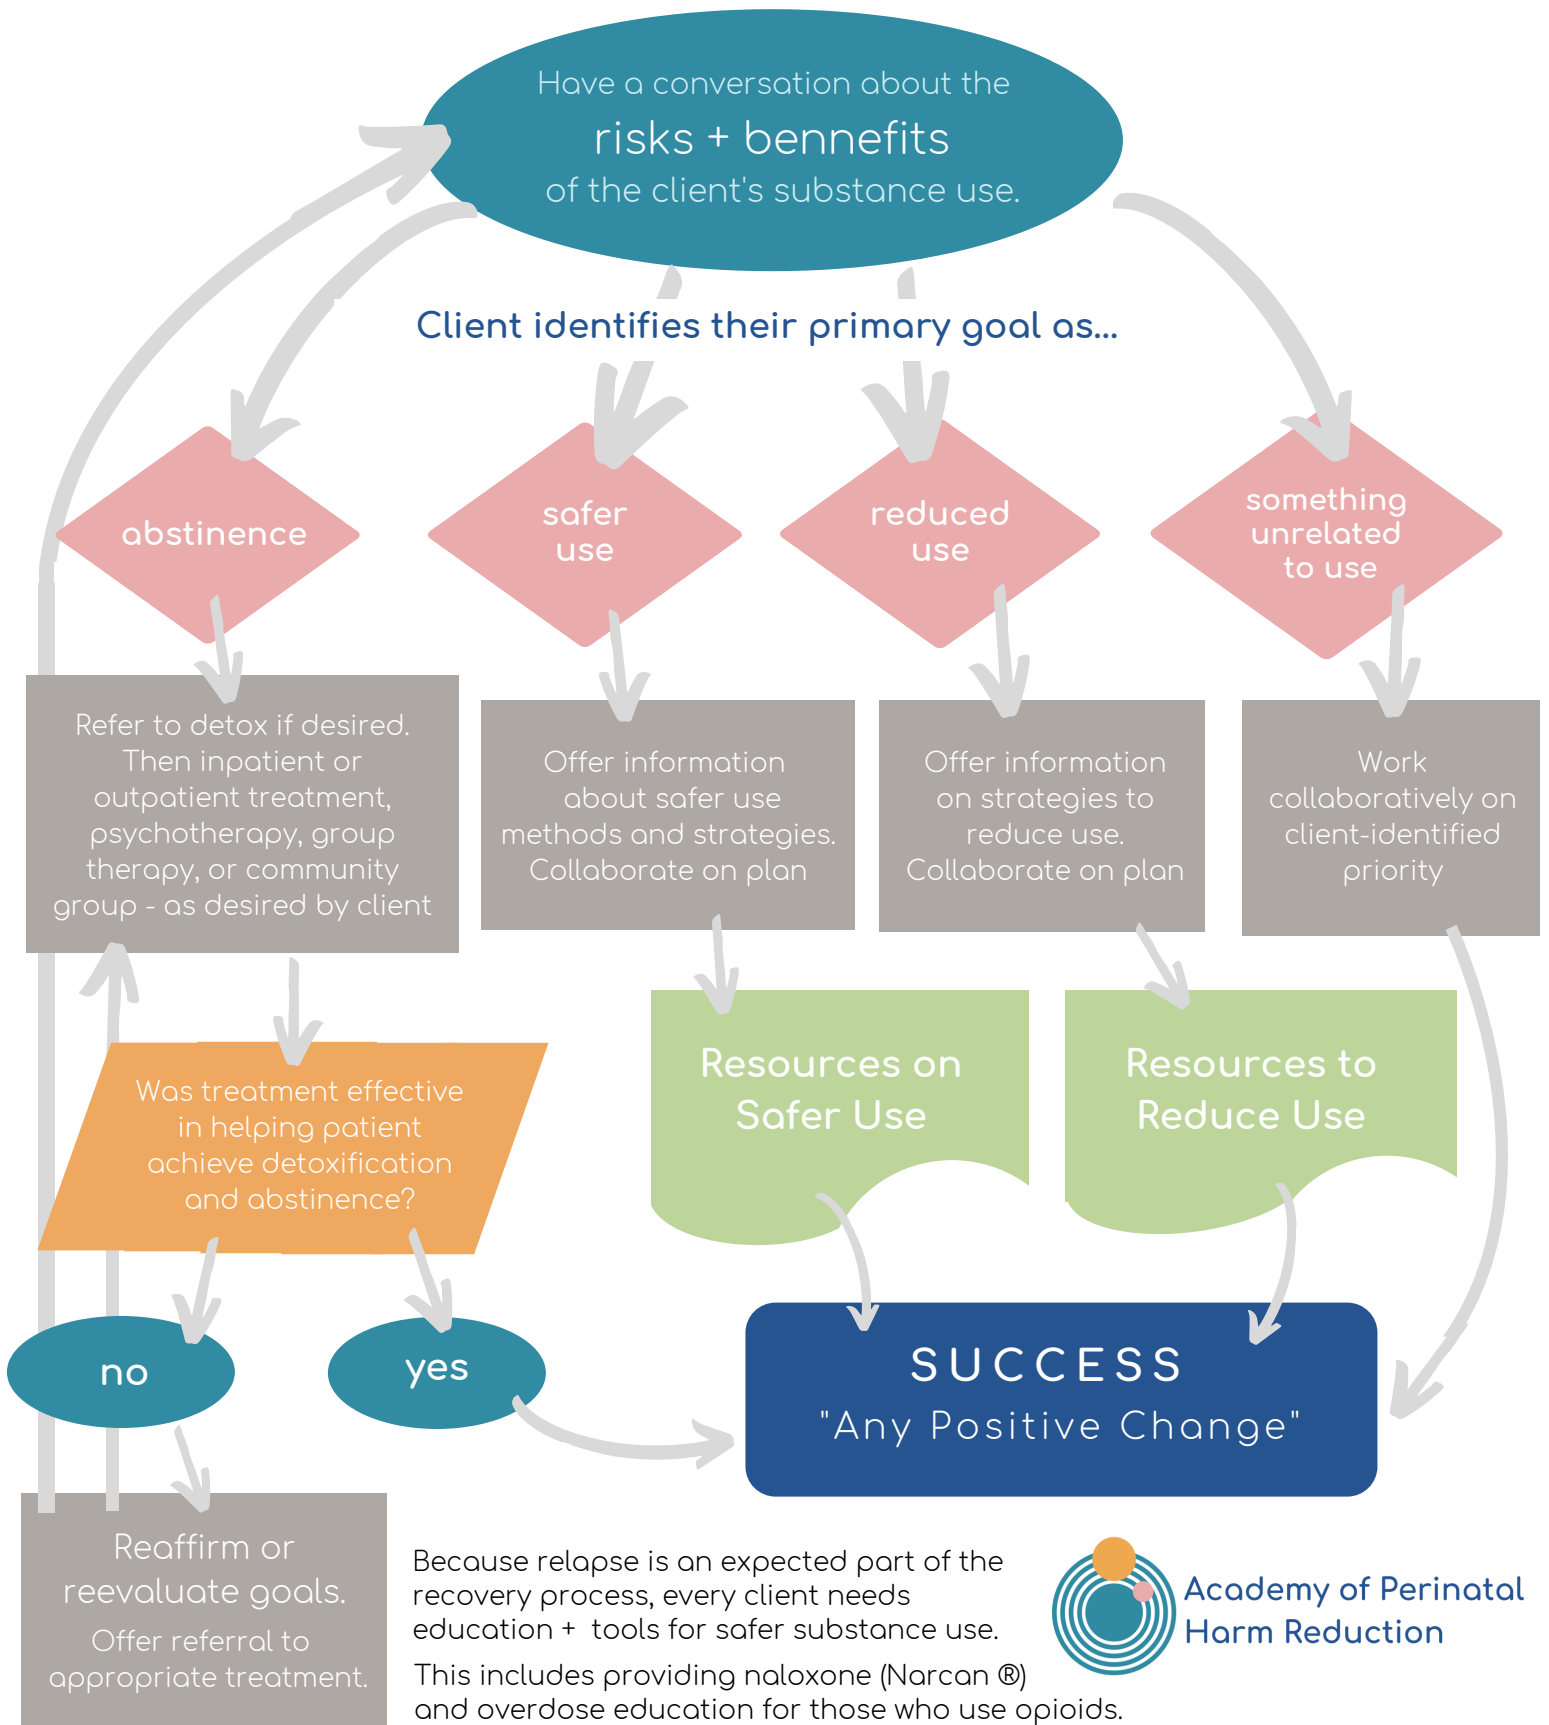 Have a conversation about the
risks + bennefits
of the client's substance use.
Client identifies their primary goal as...
abstinence
safer
use
reduced
use
something
unrelated
to use
Refer to detox if desired.
Then inpatient or
outpatient treatment,
psychotherapy, group
therapy, or community
group - as desired by client
Offer information
about safer use
methods and strategies.
Collaborate on plan
Offer information
on strategies to
reduce use.
Collaborate on plan
Work
collaboratively on
client-identified
priority
Was treatment effective
in helping patient
achieve detoxification
and abstinence?
Resources on
Safer Use
Resources to
Reduce Use
no
yes
SUCCESS
"Any Positive Change"
Reaffirm or
reevaluate goals.
Offer referral to
appropriate treatment.
Because relapse is an expected part of the
recovery process, every client needs
education + tools for safer substance use.
This includes providing naloxone (Narcan ®)
and overdose education for those who use opioids.
Academy of Perinatal
Harm Reduction